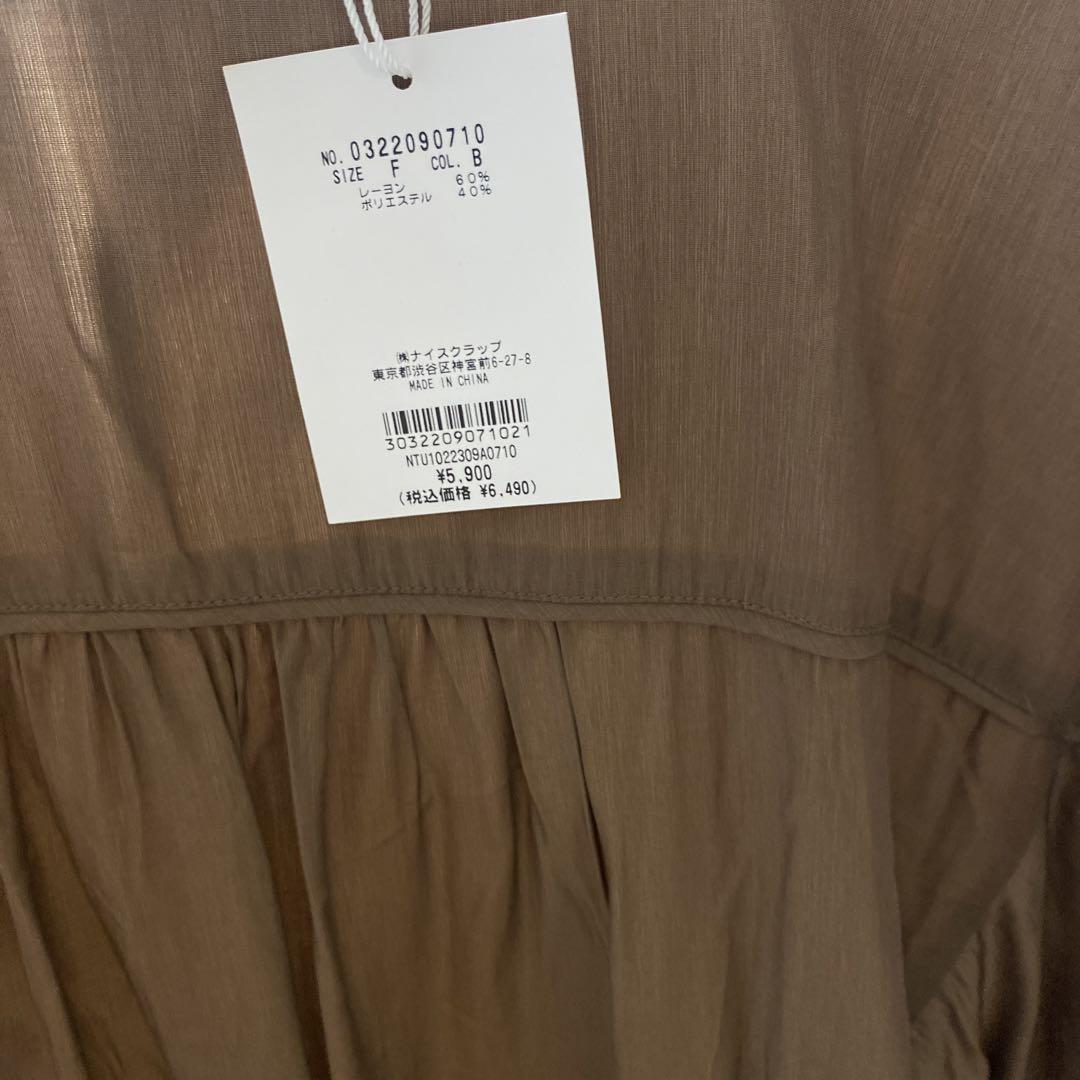 NO. 0322090710
SIZE F COL. B
レーヨン 60%
ポリエステル 40%
㈱ナイスクラップ
東京都渋谷区神宮前6-27-8
MADE IN CHINA
3032209071021
NTU1022309A0710
¥5,900
(税込価格 ¥6,490)